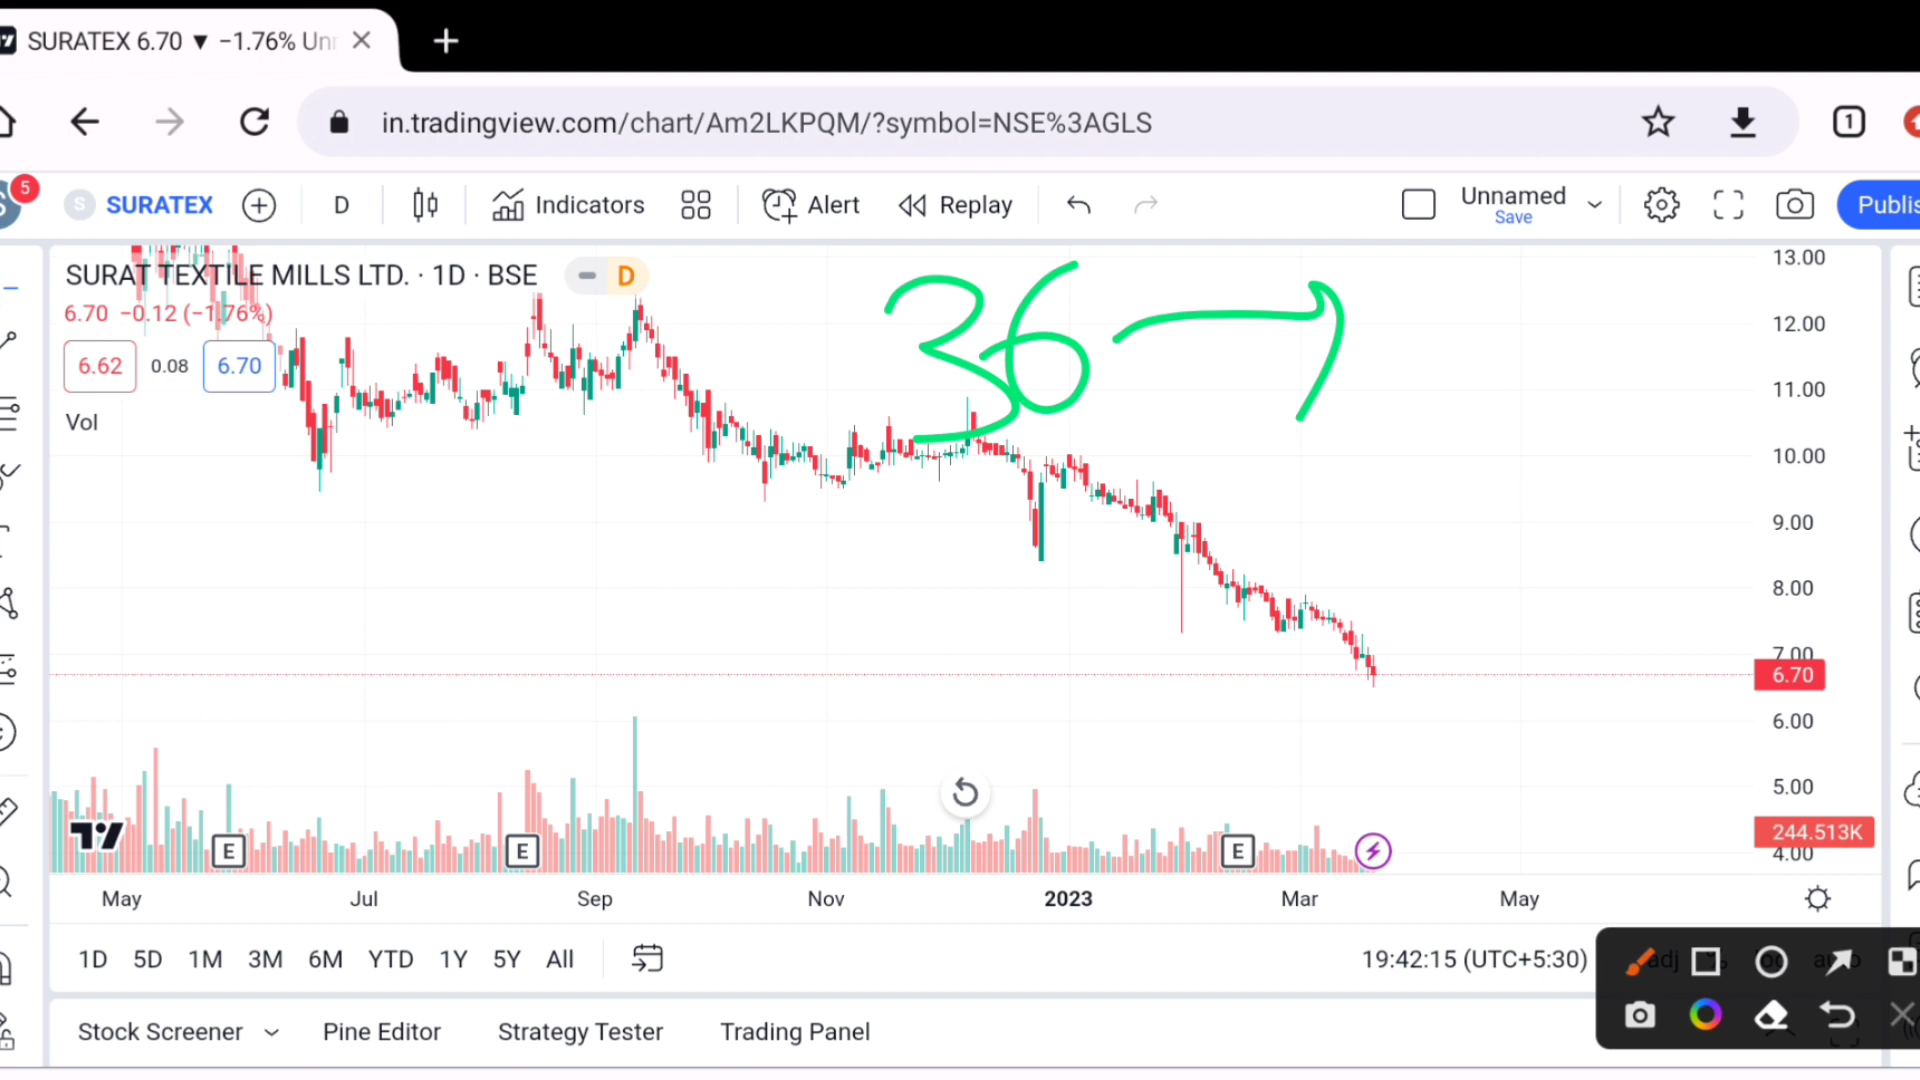 SURATEX 6.70 ▼ −1.76% Unn
in.tradingview.com/chart/Am2LKPQM/?symbol=NSE%3AGLS
1
5
S SURATEX D Indicators Alert Replay Unnamed Save Publis
SURAT TEXTILE MILLS LTD. · 1D · BSE D
6.70 −0.12 (−1.76%)
6.62 0.08 6.70
Vol
36
13.00
12.00
11.00
10.00
9.00
8.00
7.00
6.70
6.00
5.00
244.513K
4.00
E E E
May Jul Sep Nov 2023 Mar May
1D 5D 1M 3M 6M YTD 1Y 5Y All 19:42:15 (UTC+5:30) adj
Stock Screener Pine Editor Strategy Tester Trading Panel